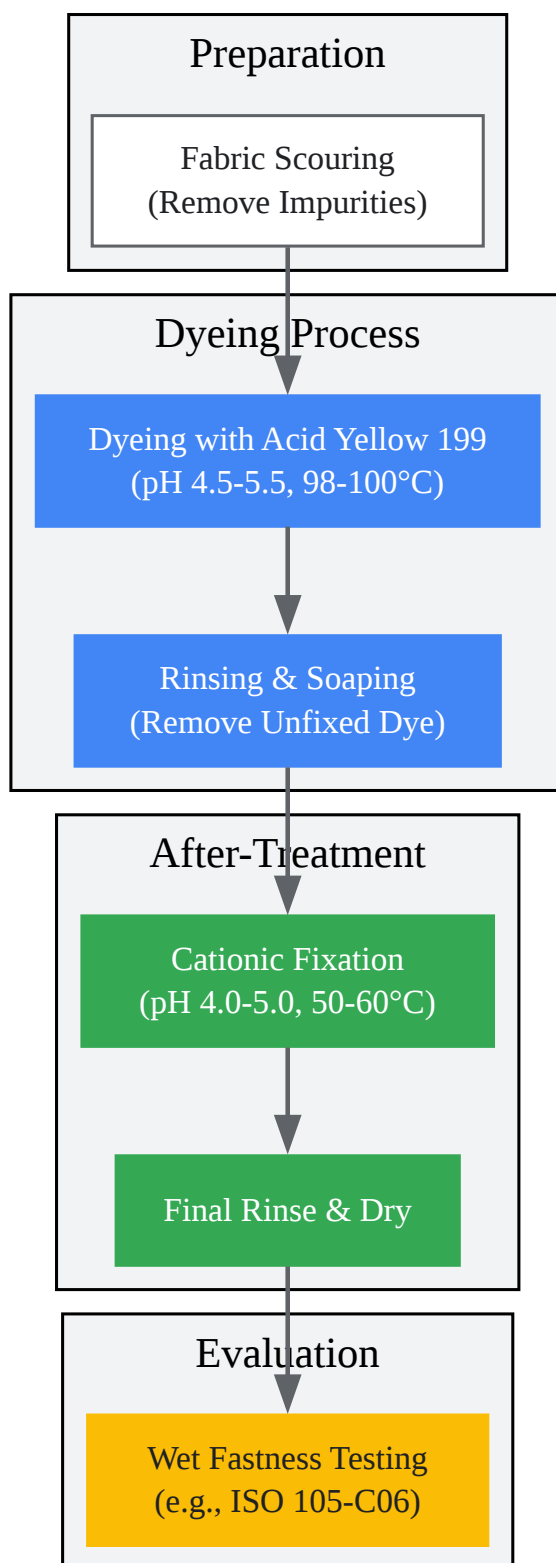 Preparation
Fabric Scouring
(Remove Impurities)
Dyeing Process
Dyeing with Acid Yellow 199
(pH 4.5-5.5, 98-100°C)
Rinsing & Soaping
(Remove Unfixed Dye)
After-Treatment
Cationic Fixation
(pH 4.0-5.0, 50-60°C)
Final Rinse & Dry
Evaluation
Wet Fastness Testing
(e.g., ISO 105-C06)